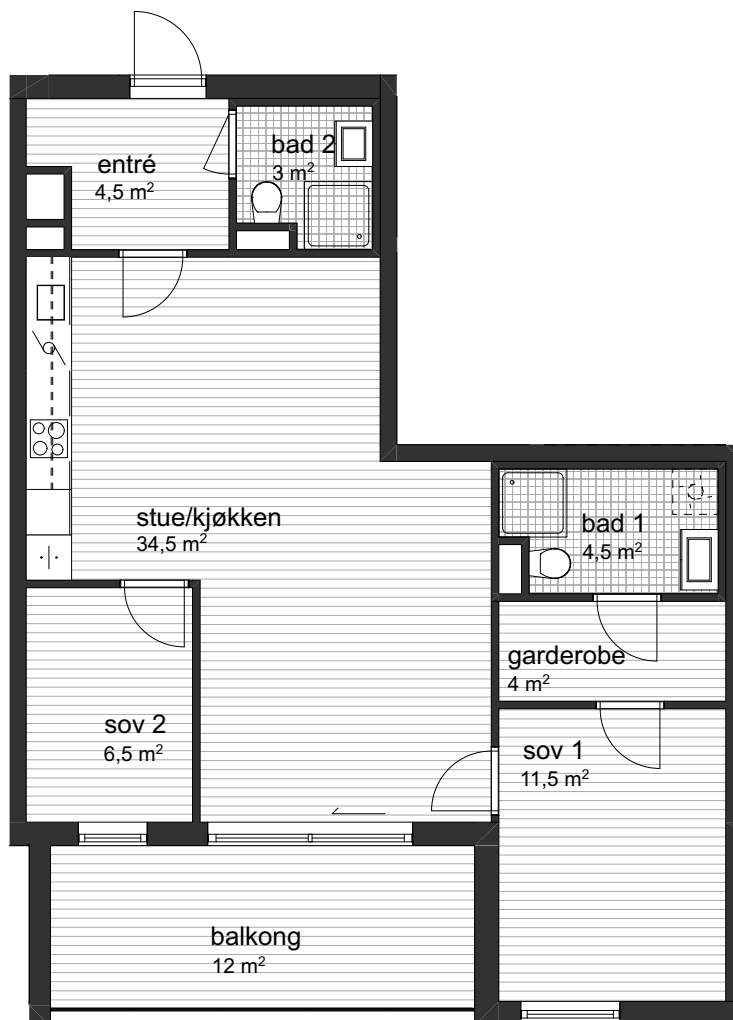 entré
4,5 m²
bad 2
3 m²
stue/kjøkken
34,5 m²
bad 1
4,5 m²
garderobe
4 m²
sov 2
6,5 m²
sov 1
11,5 m²
balkong
12 m²